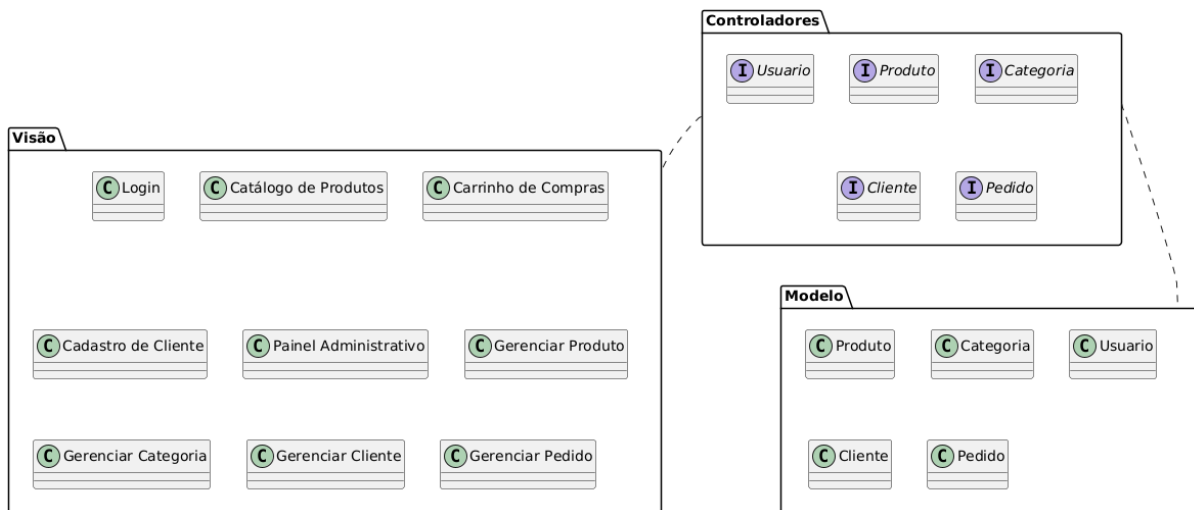 Controladores
I Usuario
I Produto
I Categoria
I Cliente
I Pedido
Visão
C Login
C Catálogo de Produtos
C Carrinho de Compras
C Cadastro de Cliente
C Painel Administrativo
C Gerenciar Produto
C Gerenciar Categoria
C Gerenciar Cliente
C Gerenciar Pedido
Modelo
C Produto
C Categoria
C Usuario
C Cliente
C Pedido